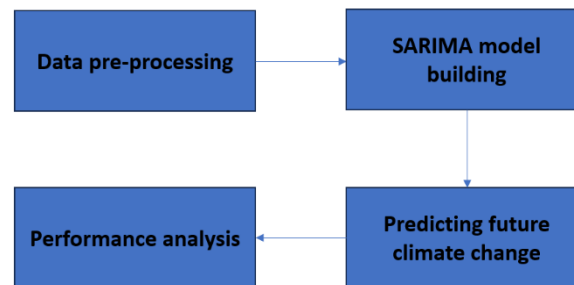 Data pre-processing
SARIMA model
building
Performance analysis
Predicting future
climate change